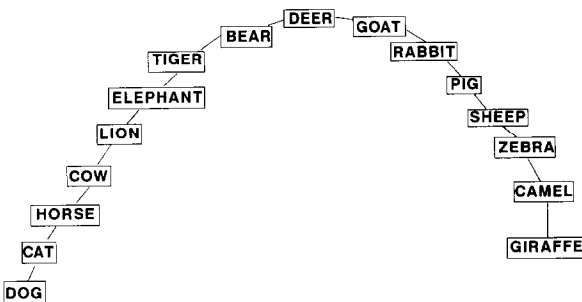 DEER
GOAT
BEAR
RABBIT
TIGER
PIG
ELEPHANT
SHEEP
LION
ZEBRA
COW
CAMEL
HORSE
GIRAFFE
CAT
DOG